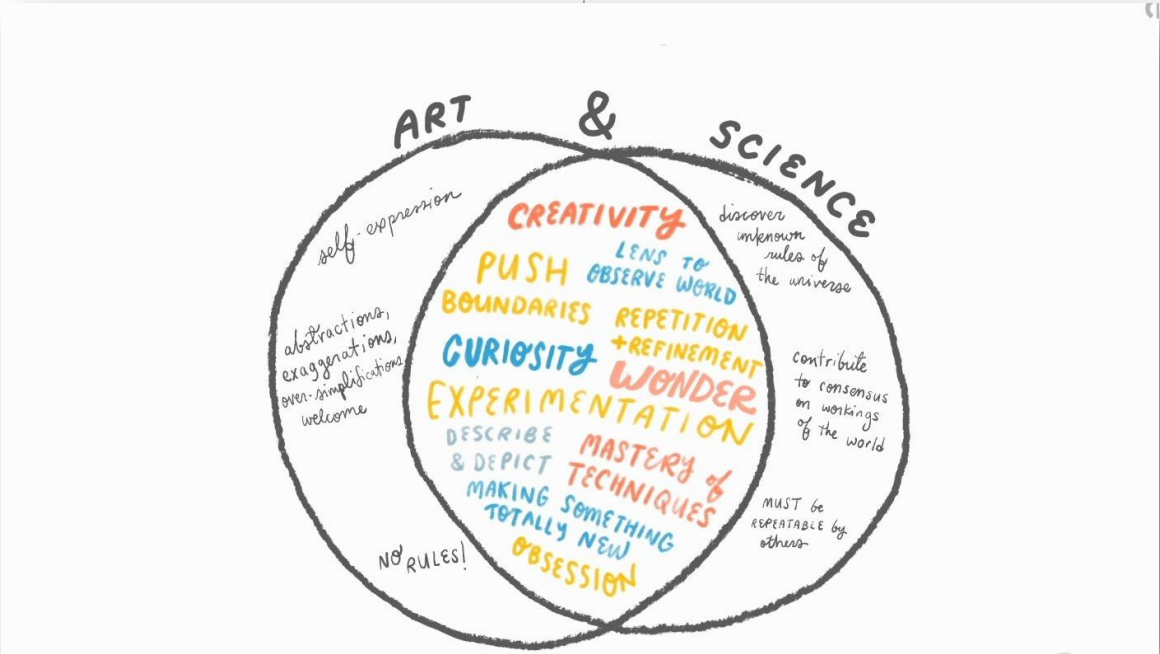 ART & SCIENCE
self-expression
abstractions,
exaggerations,
over-simplifications
welcome
NO RULES!
CREATIVITY
PUSH
BOUNDARIES
LENS TO
OBSERVE WORLD
REPETITION
+REFINEMENT
CURIOSITY
WONDER
EXPERIMENTATION
DESCRIBE
& DEPICT
MASTERY of
TECHNIQUES
MAKING SOMETHING
TOTALLY NEW
OBSESSION
discover
unknown
rules of
the universe
contribute
to consensus
on workings
of the world
MUST be
REPEATABLE by
others